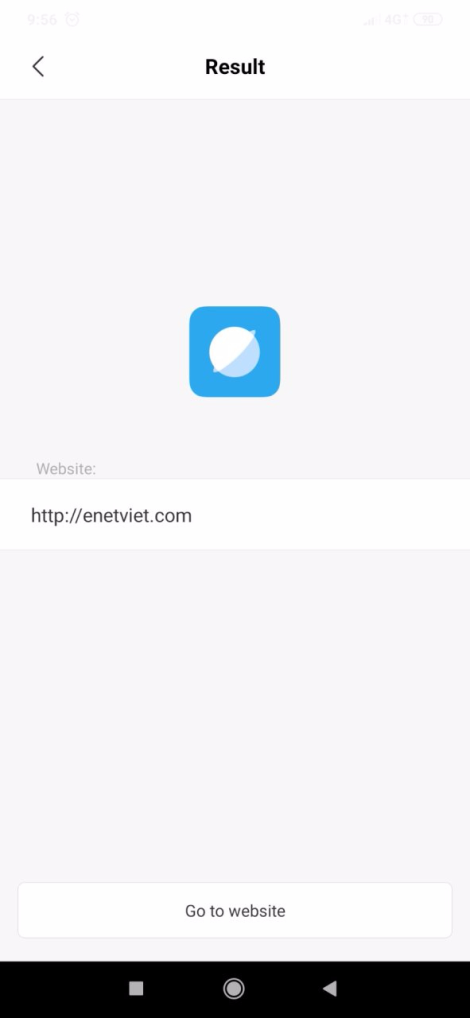 9:56
4G+ 99
Result
Website:
http://enetviet.com
Go to website